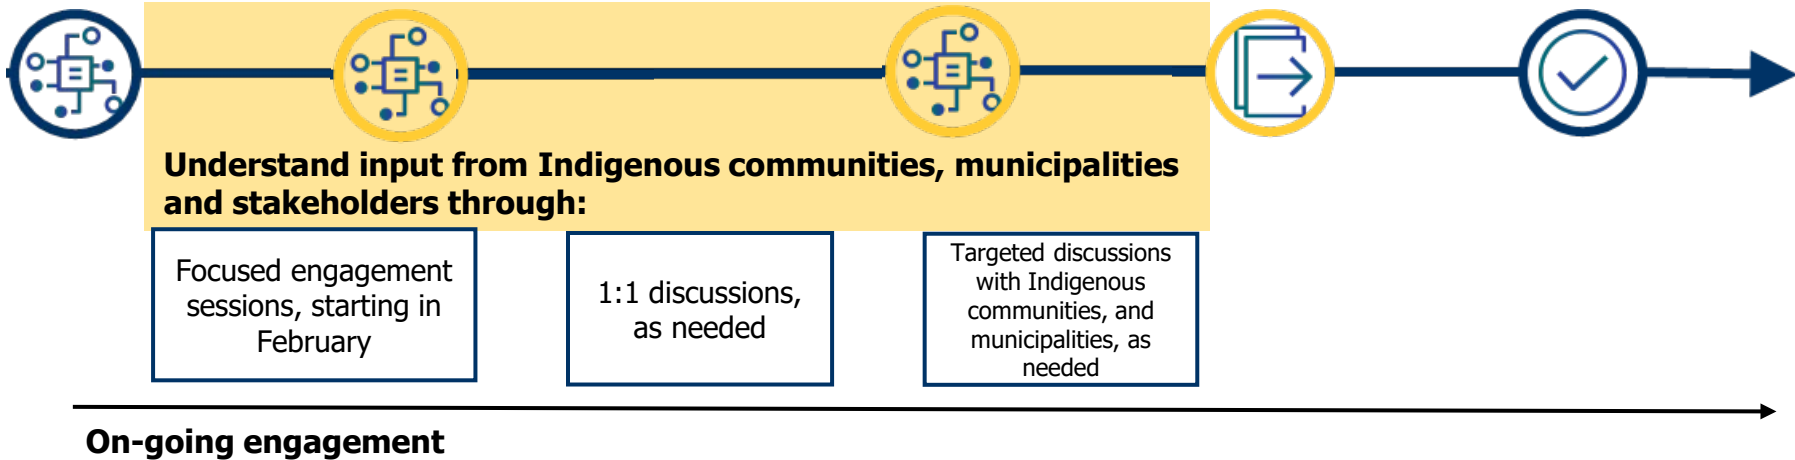 Understand input from Indigenous communities, municipalities
and stakeholders through:
Focused engagement
sessions, starting in
February
1:1 discussions,
as needed
Targeted discussions
with Indigenous
communities, and
municipalities, as
needed
On-going engagement